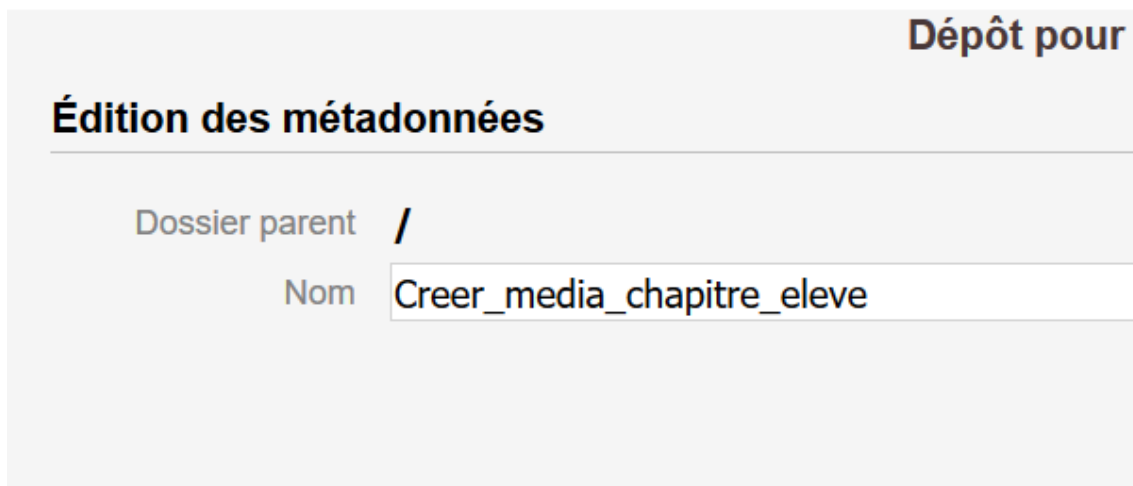 Dépôt pour
Édition des métadonnées
Dossier parent /
Nom Creer_media_chapitre_eleve